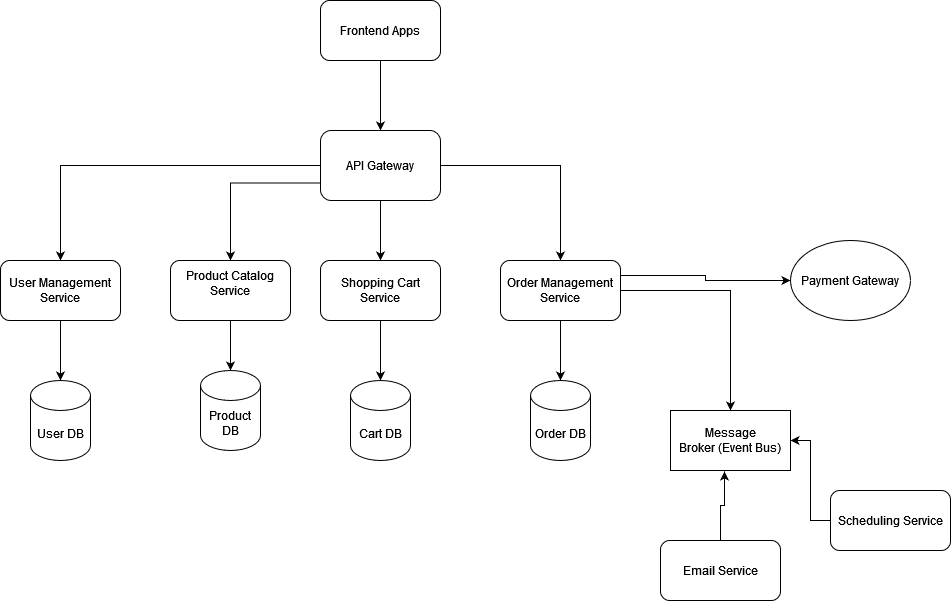 Frontend Apps
API Gateway
User Management
Service
Product Catalog
Service
Shopping Cart
Service
Order Management
Service
Payment Gateway
User DB
Product
DB
Cart DB
Order DB
Message
Broker (Event Bus)
Scheduling Service
Email Service